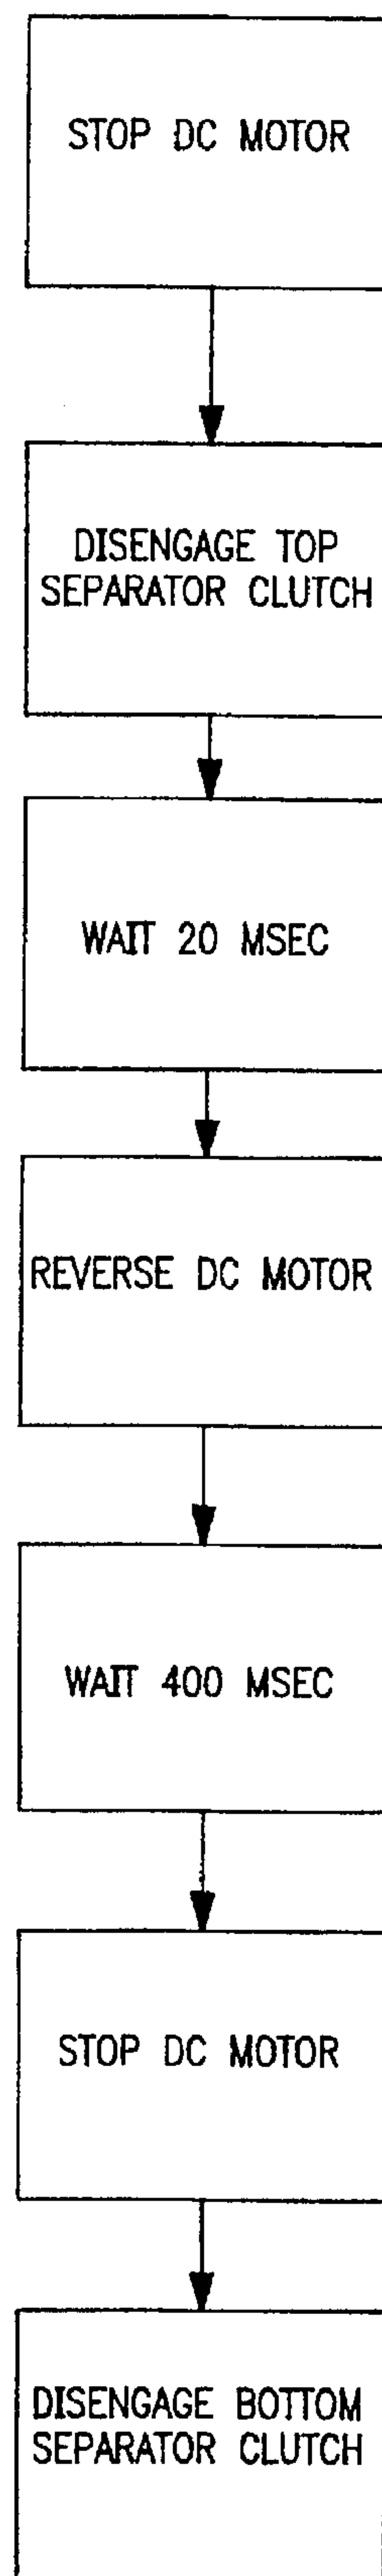 STOP DC MOTOR
DISENGAGE TOP
SEPARATOR CLUTCH
WAIT 20 MSEC
REVERSE DC MOTOR
WAIT 400 MSEC
STOP DC MOTOR
DISENGAGE BOTTOM
SEPARATOR CLUTCH